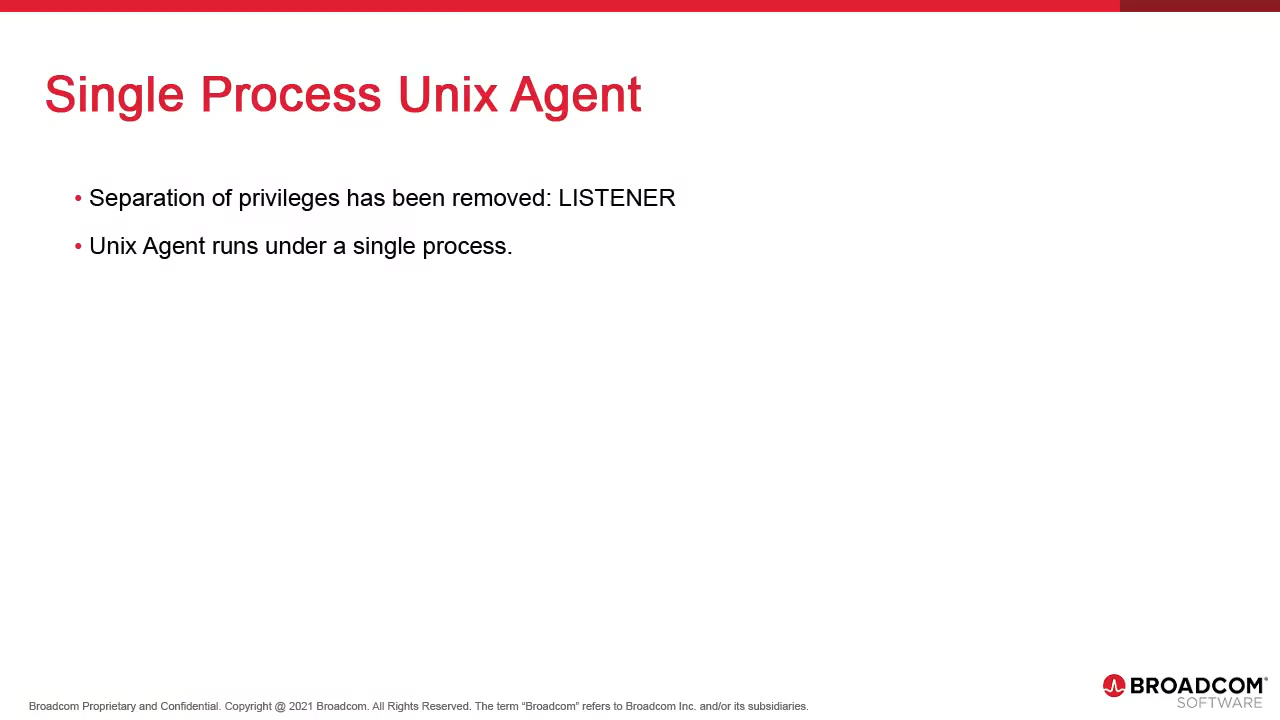 Single Process Unix Agent
• Separation of privileges has been removed: LISTENER
• Unix Agent runs under a single process.
Broadcom Proprietary and Confidential. Copyright @ 2021 Broadcom. All Rights Reserved. The term “Broadcom” refers to Broadcom Inc. and/or its subsidiaries.
BROADCOM®
SOFTWARE